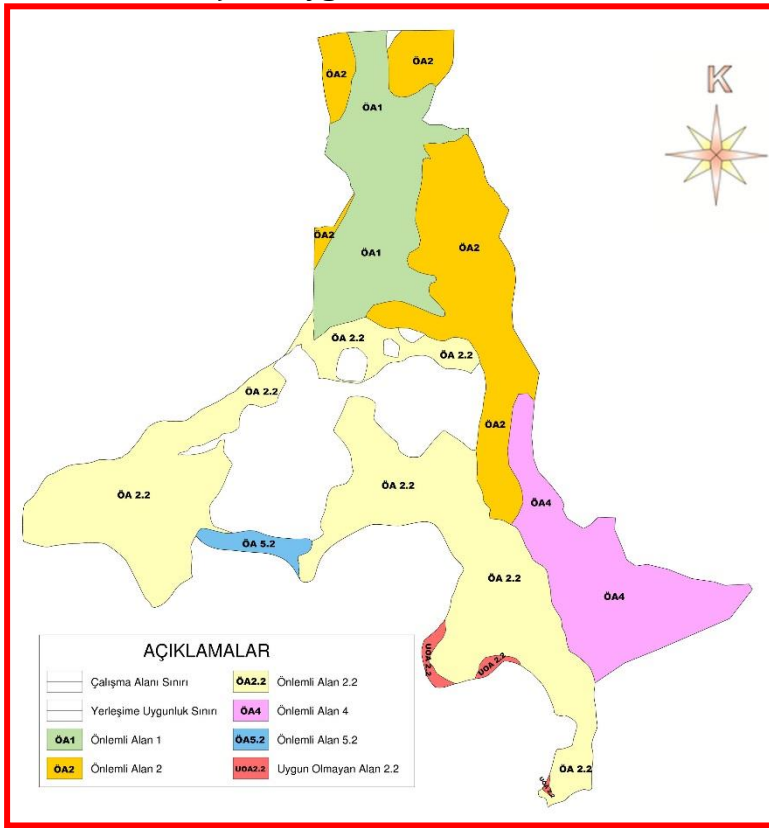 K
ÖA2
ÖA2
ÖA1
ÖA2
ÖA2
ÖA1
ÖA 2.2
ÖA 2.2
ÖA 2.2
ÖA2
ÖA 2.2
ÖA 2.2
ÖA4
ÖA 5.2
ÖA 2.2
ÖA4
UOA 2.2
UOA 2.2
ÖA 2.2
UOA 2.2
AÇIKLAMALAR
Çalışma Alanı Sınırı
Yerleşime Uygunluk Sınırı
ÖA1 Önlemli Alan 1
ÖA2 Önlemli Alan 2
ÖA2.2 Önlemli Alan 2.2
ÖA4 Önlemli Alan 4
ÖA5.2 Önlemli Alan 5.2
UOA2.2 Uygun Olmayan Alan 2.2